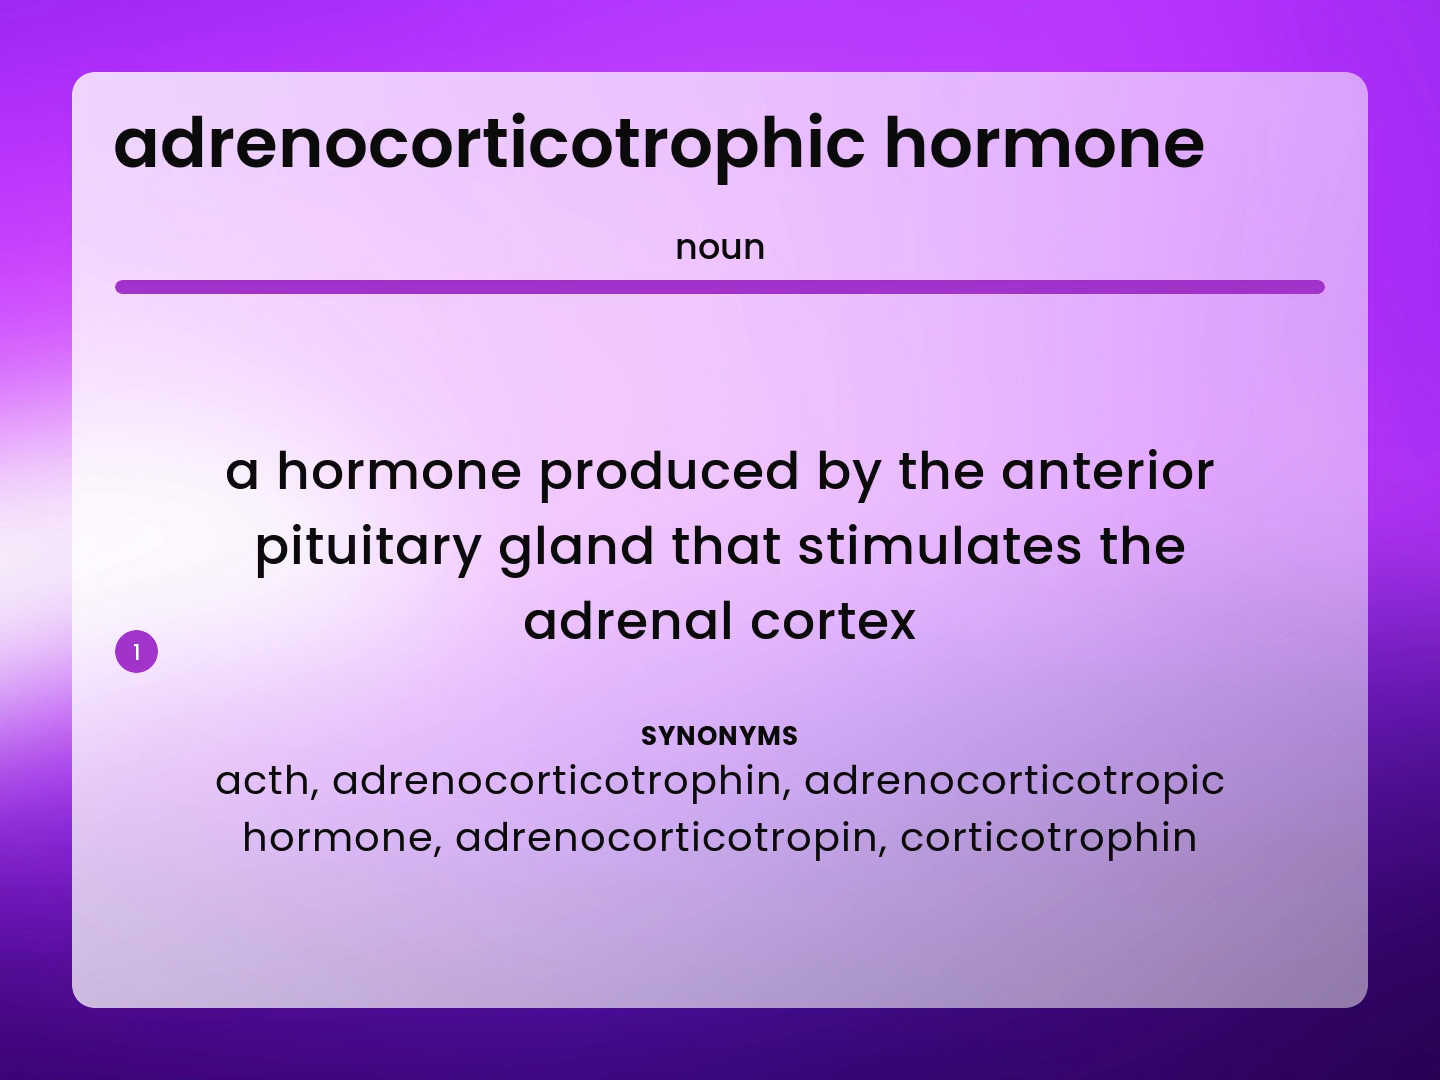 adrenocorticotrophic hormone
noun
a hormone produced by the anterior
pituitary gland that stimulates the
adrenal cortex
1
SYNONYMS
acth, adrenocorticotrophin, adrenocorticotropic
hormone, adrenocorticotropin, corticotrophin